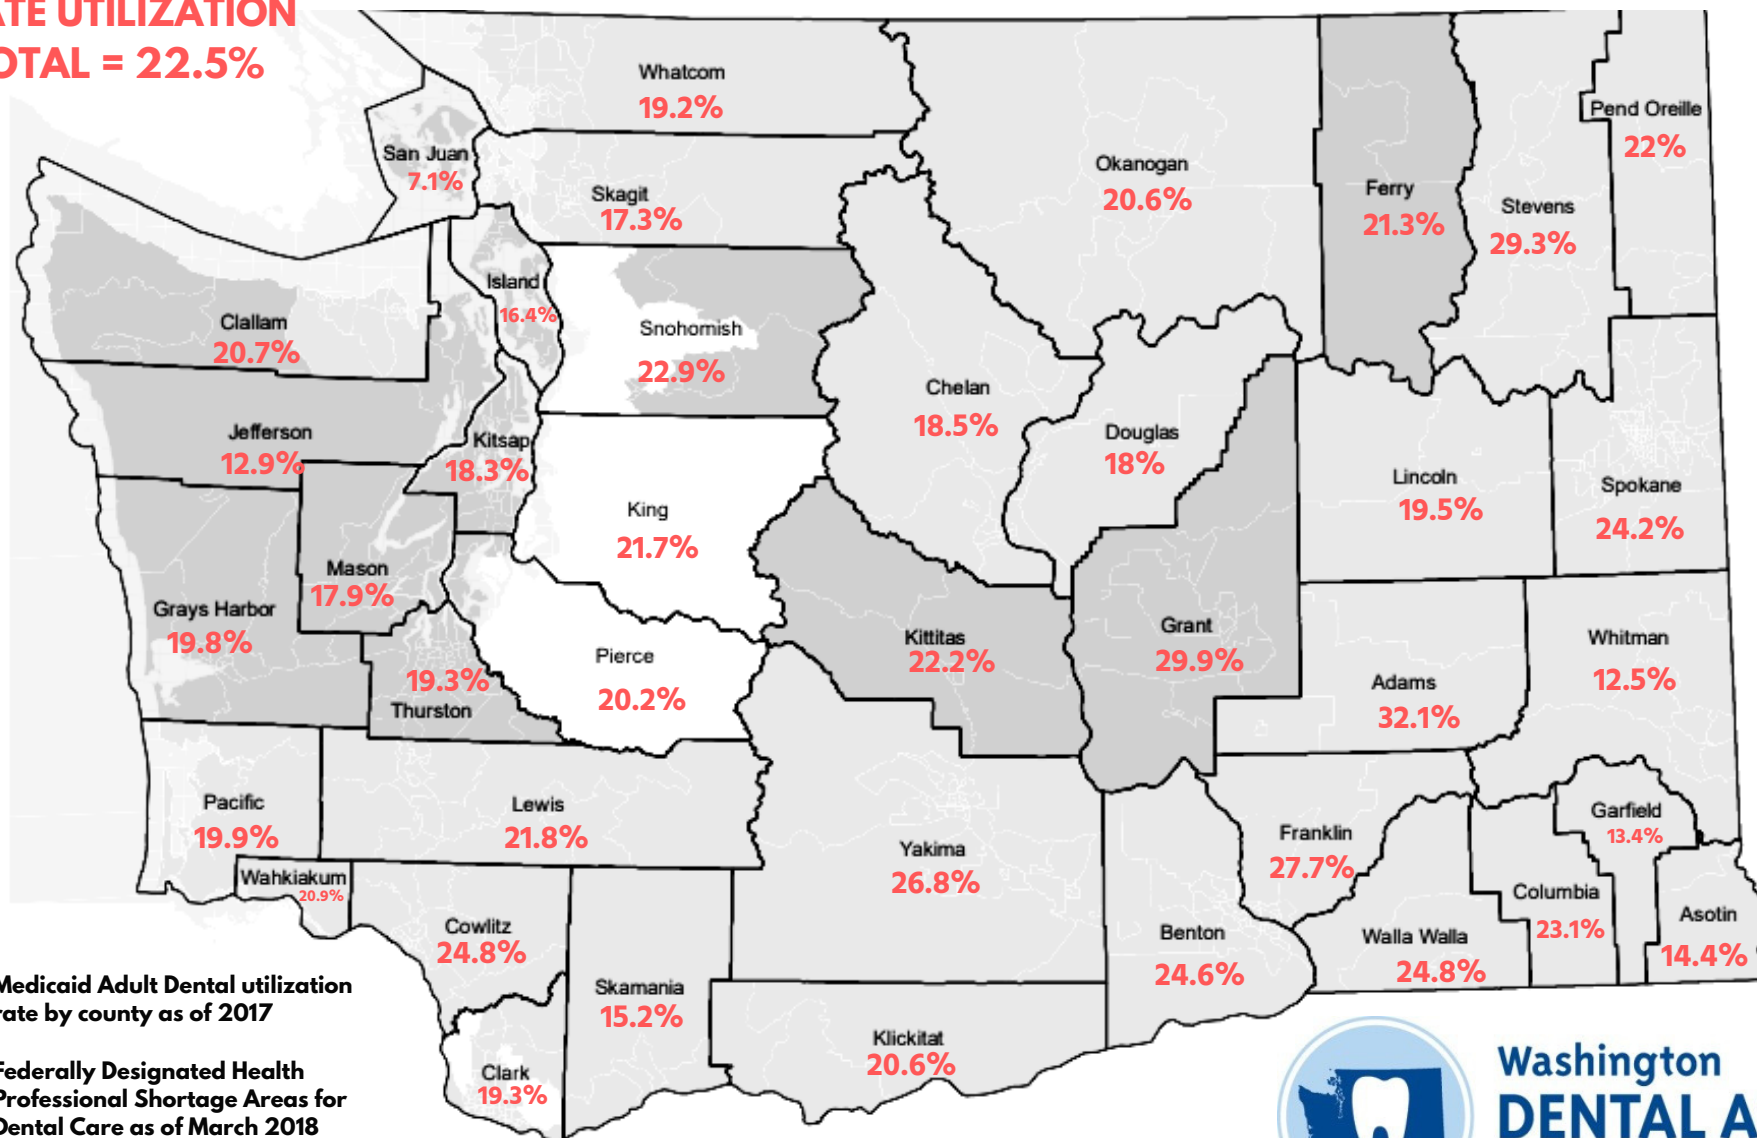 ATE UTILIZATION
OTAL = 22.5%
Whatcom
19.2%
San Juan
7.1%
Skagit
17.3%
Okanogan
20.6%
Ferry
21.3%
Stevens
29.3%
Pend Oreille
22%
Island
16.4%
Clallam
20.7%
Snohomish
22.9%
Chelan
18.5%
Douglas
18%
Jefferson
12.9%
Kitsap
18.3%
Lincoln
19.5%
Spokane
24.2%
King
21.7%
Mason
17.9%
Grays Harbor
19.8%
Kittitas
22.2%
Grant
29.9%
Whitman
12.5%
Pierce
20.2%
19.3%
Thurston
Adams
32.1%
Pacific
19.9%
Lewis
21.8%
Yakima
26.8%
Franklin
27.7%
Garfield
13.4%
Wahkiakum
20.9%
Columbia
23.1%
Cowlitz
24.8%
Benton
24.6%
Walla Walla
24.8%
Asotin
14.4%
Skamania
15.2%
Klickitat
20.6%
Clark
19.3%
Medicaid Adult Dental utilization
rate by county as of 2017
Federally Designated Health
Professional Shortage Areas for
Dental Care as of March 2018
Washington
DENTAL A